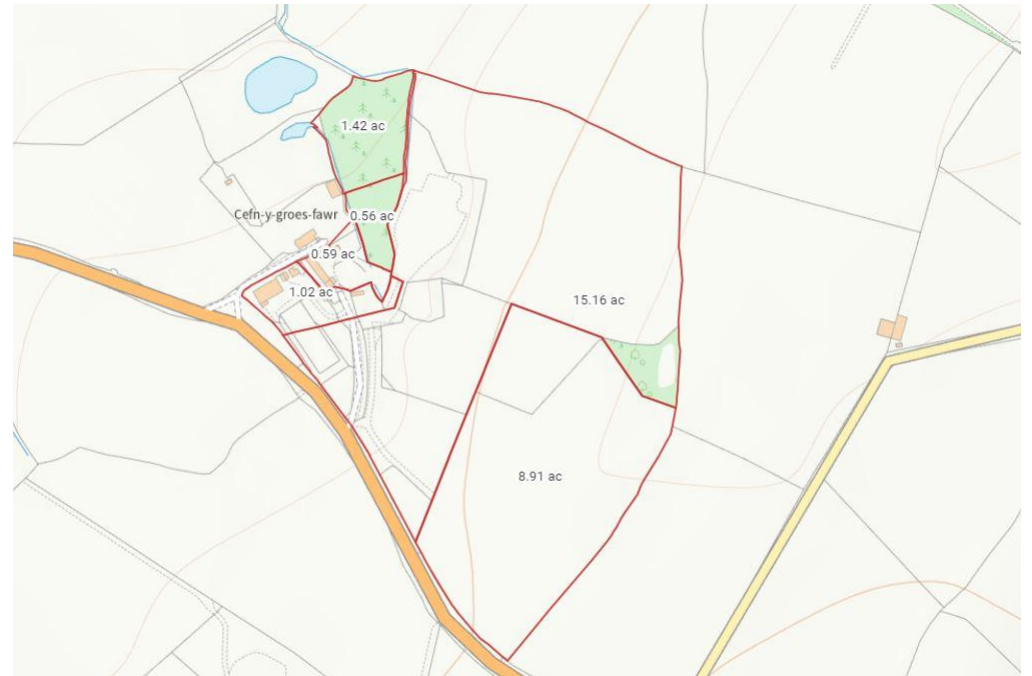 1.42 ac
Cefn-y-groes-fawr
0.56 ac
0.59 ac
1.02 ac
15.16 ac
8.91 ac